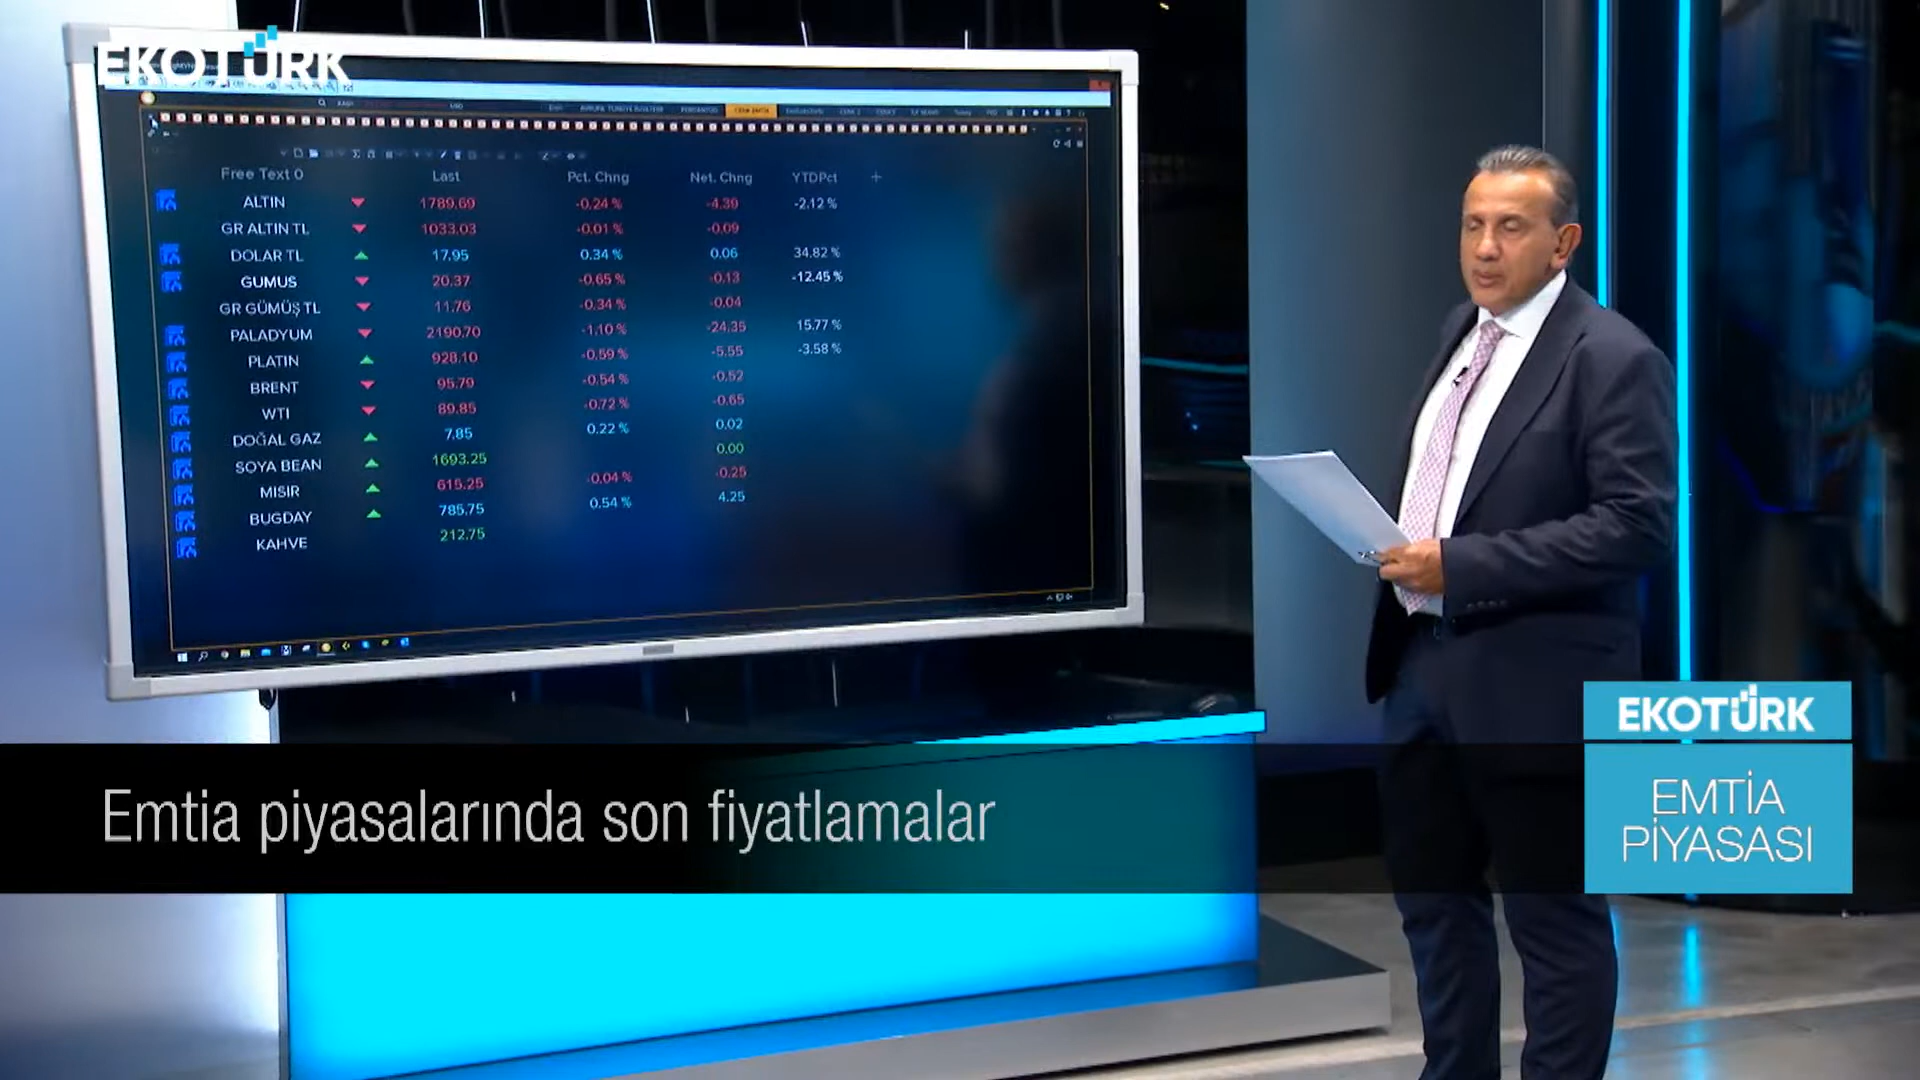 EKOTÜRK
Free Text 0 Last Pct. Chng Net. Chng YTDPct +
ALTIN 1789.69 -0.24 % -4.39 -2.12 %
GR ALTIN TL 1033.03 -0.01 % -0.09
DOLAR TL 17.95 0.34 % 0.06 34.82 %
GUMUS 20.37 -0.65 % -0.13 -12.45 %
GR GÜMÜŞ TL 11.76 -0.34 % -0.04
PALADYUM 2190.70 -1.10 % -24.35 15.77 %
PLATIN 928.10 -0.59 % -5.55 -3.58 %
BRENT 95.79 -0.54 % -0.52
WTI 89.85 -0.72 % -0.65
DOĞAL GAZ 7.85 0.22 % 0.02
SOYA BEAN 1693.25 0.00
MISIR 615.25 -0.04 % -0.25
BUGDAY 785.75 0.54 % 4.25
KAHVE 212.75
EKOTÜRK
Emtia piyasalarında son fiyatlamalar
EMTİA
PİYASASI